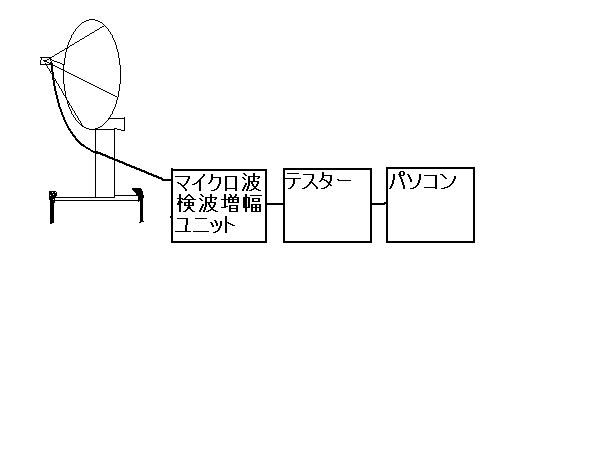 マイクロ波
検波増幅
ユニット
テスター
パソコン